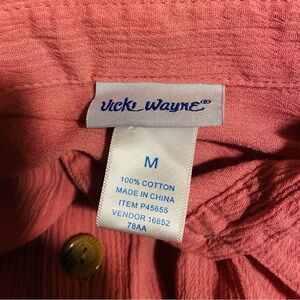 Vicki Wayne®
M
100% COTTON
MADE IN CHINA
ITEM P45655
VENDOR 16652
78AA